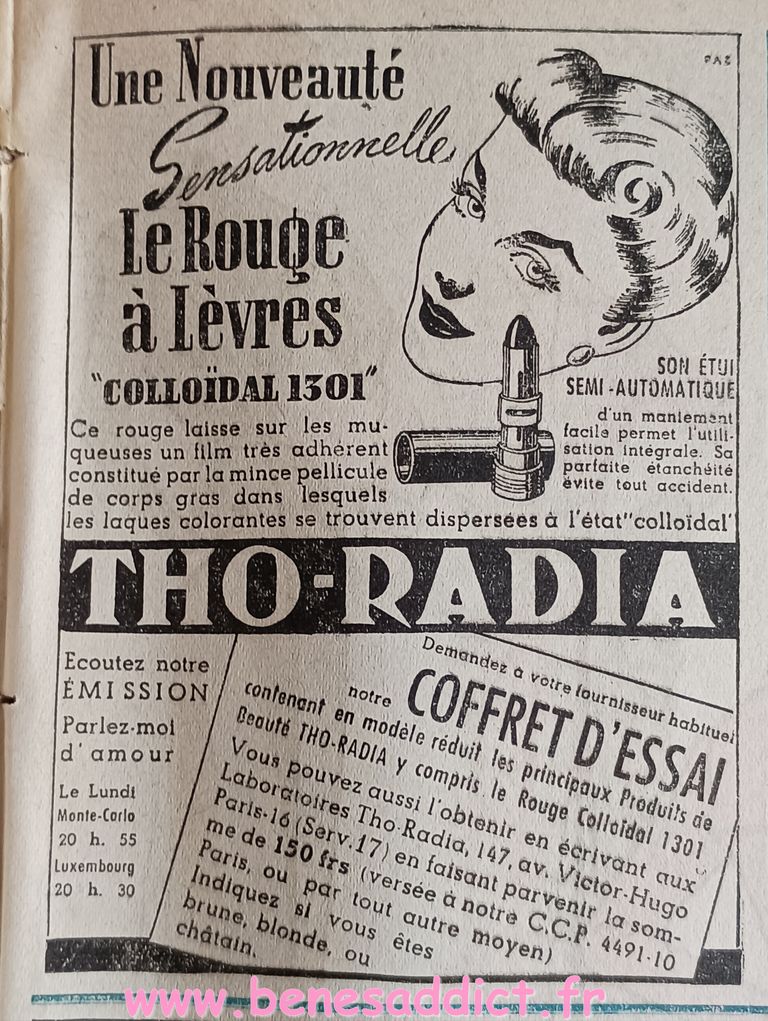 PAZ
Une Nouveauté
Sensationnelle
Le Rouge
à Lèvres
"COLLOÏDAL 1301"
SON ÉTUI
SEMI-AUTOMATIQUE
d'un maniement
facile permet l'utili-
sation intégrale. Sa
parfaite étanchéité
évite tout accident.
Ce rouge laisse sur les mu-
queuses un film très adhérent
constitué par la mince pellicule
de corps gras dans lesquels
les laques colorantes se trouvent dispersées à l'état "colloïdal"
THO-RADIA
Ecoutez notre
ÉMISSION
Parlez-moi
d'amour
Le Lundi
Monte-Carlo
20 h. 55
Luxembourg
20 h. 30
Demandez à votre fournisseur habituel
notre COFFRET D'ESSAI
contenant en modèle réduit les principaux Produits de
Beauté THO-RADIA y compris le Rouge Colloïdal 1301
Vous pouvez aussi l'obtenir en écrivant aux
Laboratoires Tho-Radia, 147, av. Victor-Hugo
Paris-16 (Serv. 17) en faisant parvenir la som-
me de 150 frs (versée à notre C.C.P. 4491-10
Paris, ou par tout autre moyen)
Indiquez si vous êtes
brune, blonde, ou
châtain.
www.benesaddict.fr